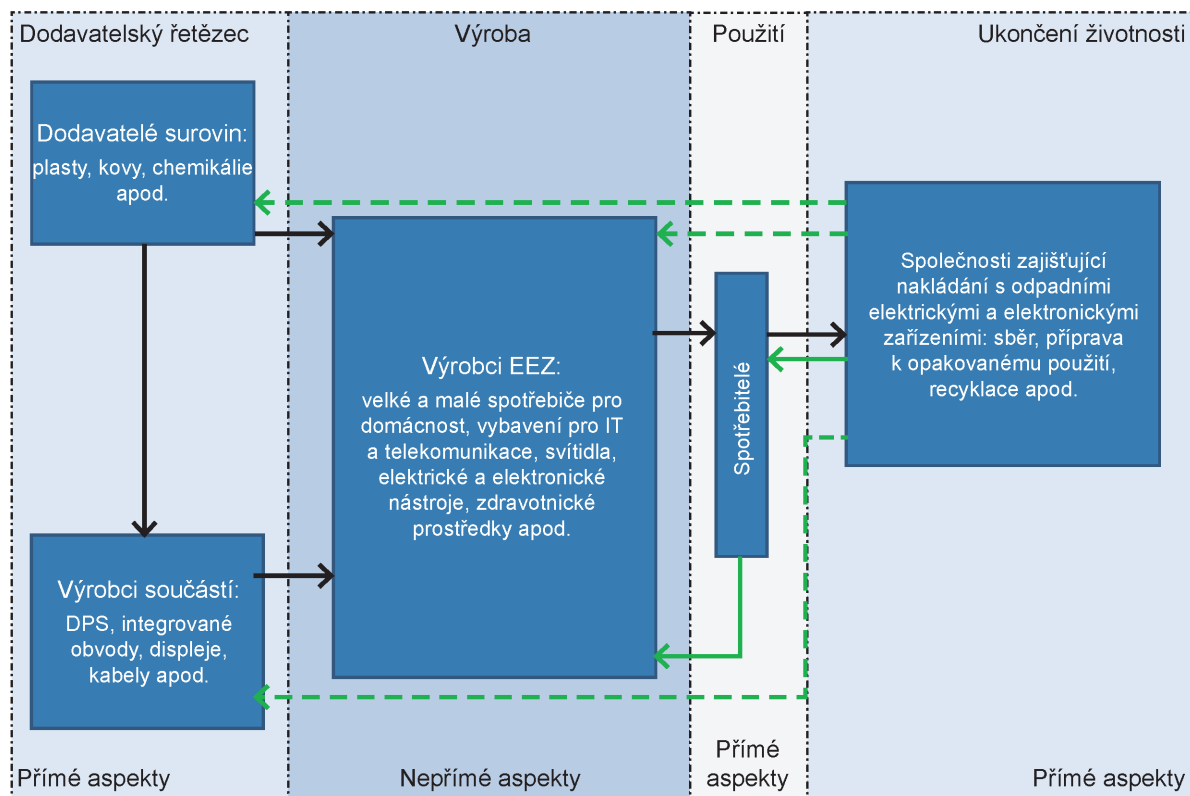 Dodavatelský řetězec
Výroba
Použití
Ukončení životnosti
Dodavatelé surovin:
plasty, kovy, chemikálie
apod.
Výrobci EEZ:
velké a malé spotřebiče pro
domácnost, vybavení pro IT
a telekomunikace, svítidla,
elektrické a elektronické
nástroje, zdravotnické
prostředky apod.
Spotřebitelé
Společnosti zajišťující
nakládání s odpadními
elektrickými a elektronickými
zařízeními: sběr, příprava
k opakovanému použití,
recyklace apod.
Výrobci součástí:
DPS, integrované
obvody, displeje,
kabely apod.
Přímé aspekty
Nepřímé aspekty
Přímé
aspekty
Přímé aspekty